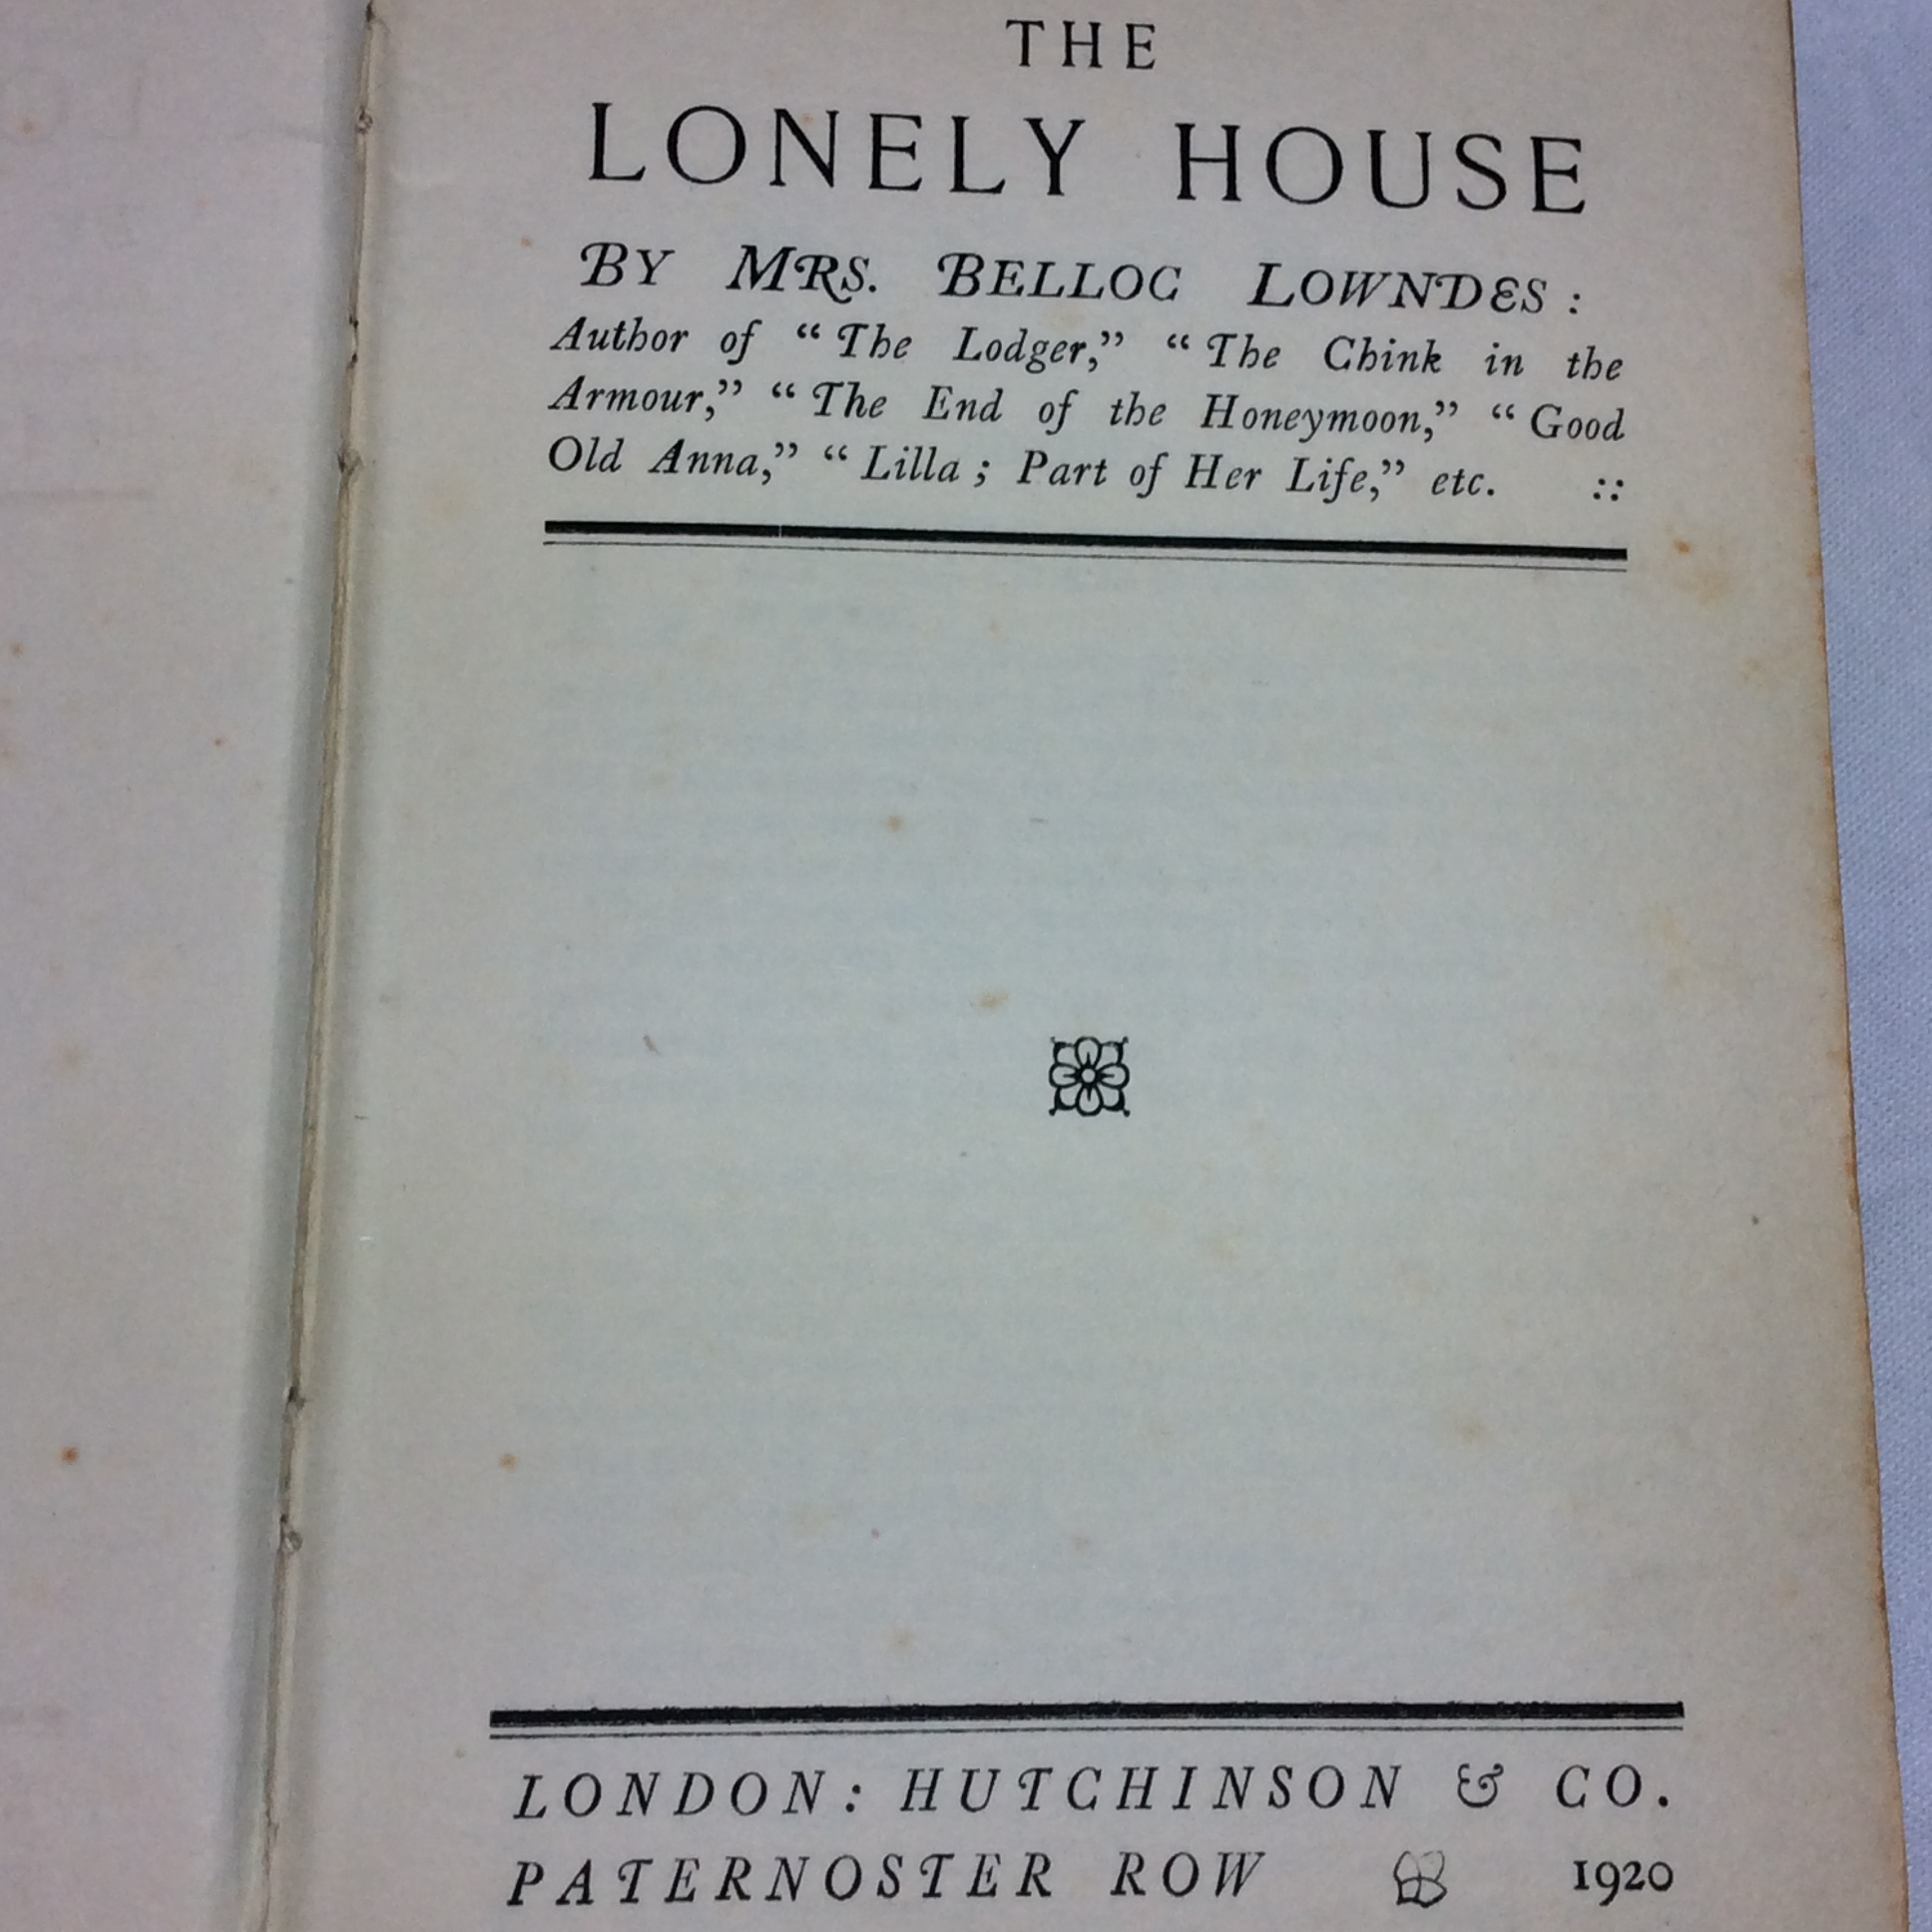 THE
LONELY HOUSE
BY MRS. BELLOC LOWNDES :
Author of “The Lodger,” “The Chink in the
Armour,” “The End of the Honeymoon,” “Good
Old Anna,” “Lilla ; Part of Her Life,” etc. ::
LONDON: HUTCHINSON & CO.
PATERNOSTER ROW 1920